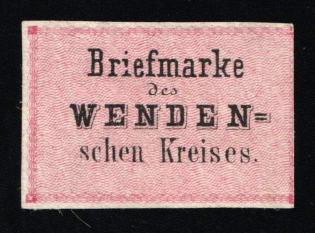 Briefmarke
des
WENDEN=
schen Kreises.